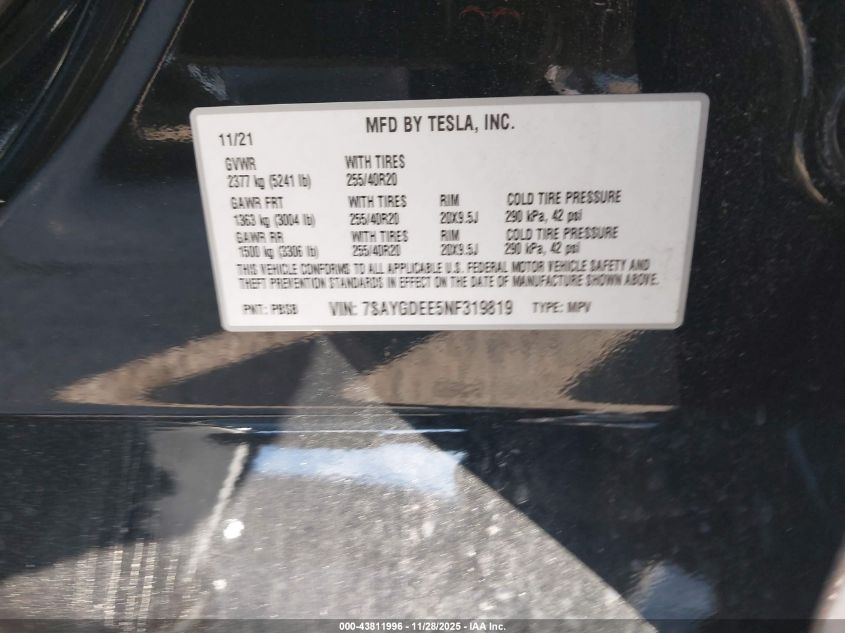 MFD BY TESLA, INC.
11/21
GVWR WITH TIRES
2377 kg (5241 lb) 255/40R20
GAWR FRT WITH TIRES RIM COLD TIRE PRESSURE
1363 kg (3004 lb) 255/40R20 20X9.5J 290 kPa, 42 psi
GAWR RR WITH TIRES RIM COLD TIRE PRESSURE
1500 kg (3306 lb) 255/40R20 20X9.5J 290 kPa, 42 psi
THIS VEHICLE CONFORMS TO ALL APPLICABLE U.S. FEDERAL MOTOR VEHICLE SAFETY AND
THEFT PREVENTION STANDARDS IN EFFECT ON THE DATE OF MANUFACTURE SHOWN ABOVE.
PNT: PBSB VIN: 7SAYGDEE5NF319819 TYPE: MPV
000-43811996 - 11/28/2025 - IAA Inc.